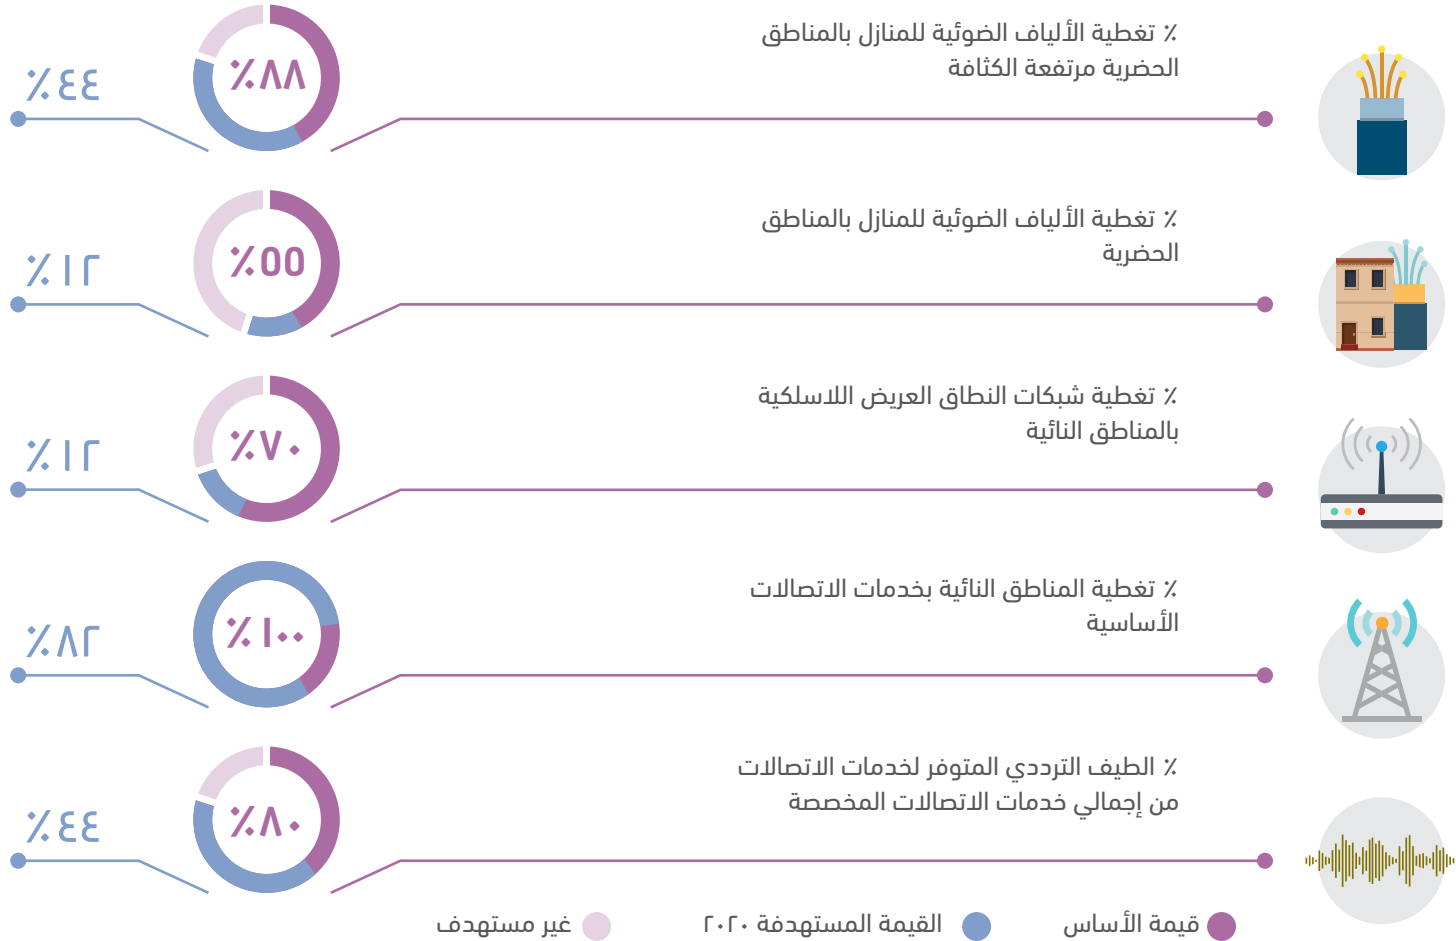 ٪ تغطية الألياف الضوئية للمنازل بالمناطق
الحضرية مرتفعة الكثافة
٪٨٨
٪٤٤
٪ تغطية الألياف الضوئية للمنازل بالمناطق
الحضرية
٪٥٥
٪١٢
٪ تغطية شبكات النطاق العريض اللاسلكية
بالمناطق النائية
٪٧٠
٪١٢
٪ تغطية المناطق النائية بخدمات الاتصالات
الأساسية
٪١٠٠
٪٨٢
٪ الطيف الترددي المتوفر لخدمات الاتصالات
من إجمالي خدمات الاتصالات المخصصة
٪٨٠
٪٤٤
قيمة الأساس
القيمة المستهدفة ٢٠٢٠
غير مستهدف